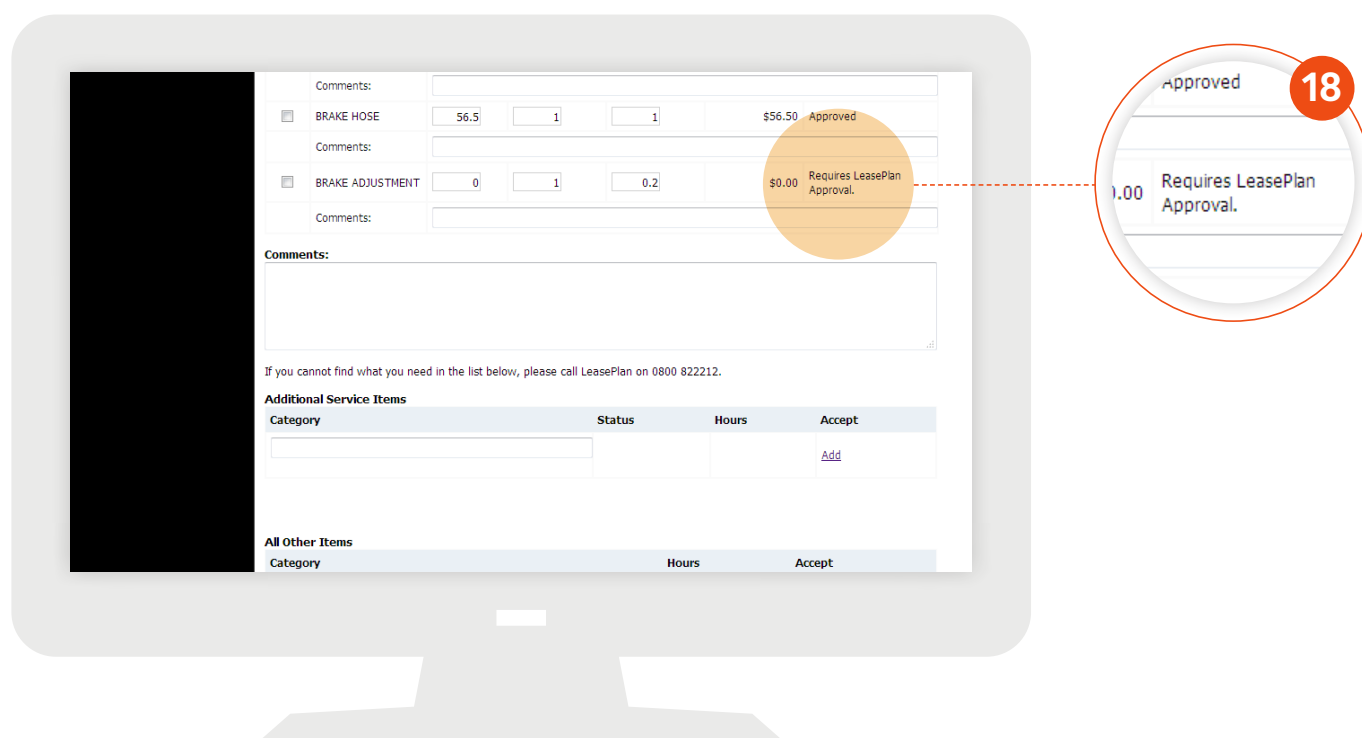 Comments:
BRAKE HOSE 56.5 1 1 $56.50 Approved
Comments:
BRAKE ADJUSTMENT 0 1 0.2 $0.00 Requires LeasePlan
Approval.
Comments:
Comments:
If you cannot find what you need in the list below, please call LeasePlan on 0800 822212.
Additional Service Items
Category Status Hours Accept
Add
All Other Items
Category Hours Accept
18
Approved
.00 Requires LeasePlan
Approval.